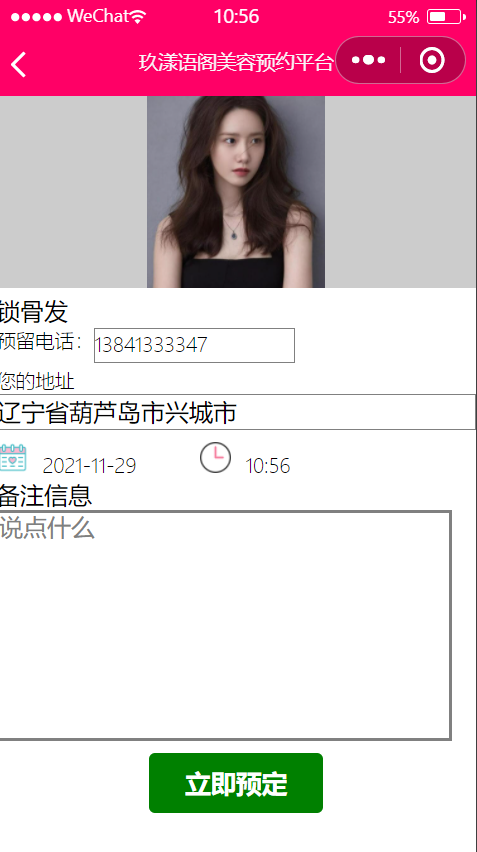 WeChat 10:56 55%
玖漾语阁美容预约平台
锁骨发
预留电话： 13841333347
您的地址
辽宁省葫芦岛市兴城市
2021-11-29 10:56
备注信息
说点什么
立即预定